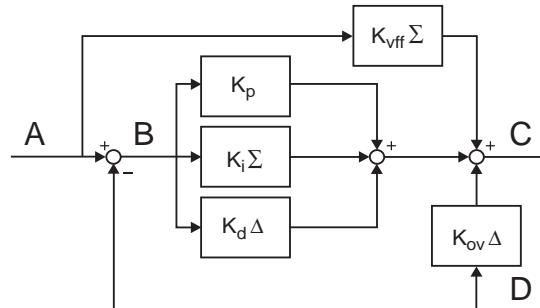 K_vff Σ
K_p
A
+
B
+
+
C
K_i Σ
−
K_d Δ
K_ov Δ
D